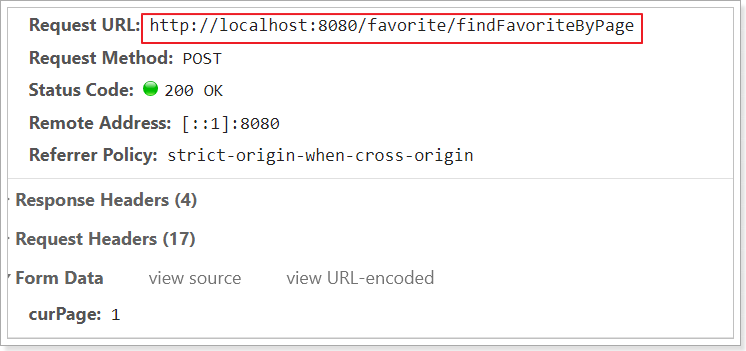 Request URL: http://localhost:8080/favorite/findFavoriteByPage
Request Method: POST
Status Code: 200 OK
Remote Address: [::1]:8080
Referrer Policy: strict-origin-when-cross-origin
Response Headers (4)
Request Headers (17)
Form Data view source view URL-encoded
curPage: 1